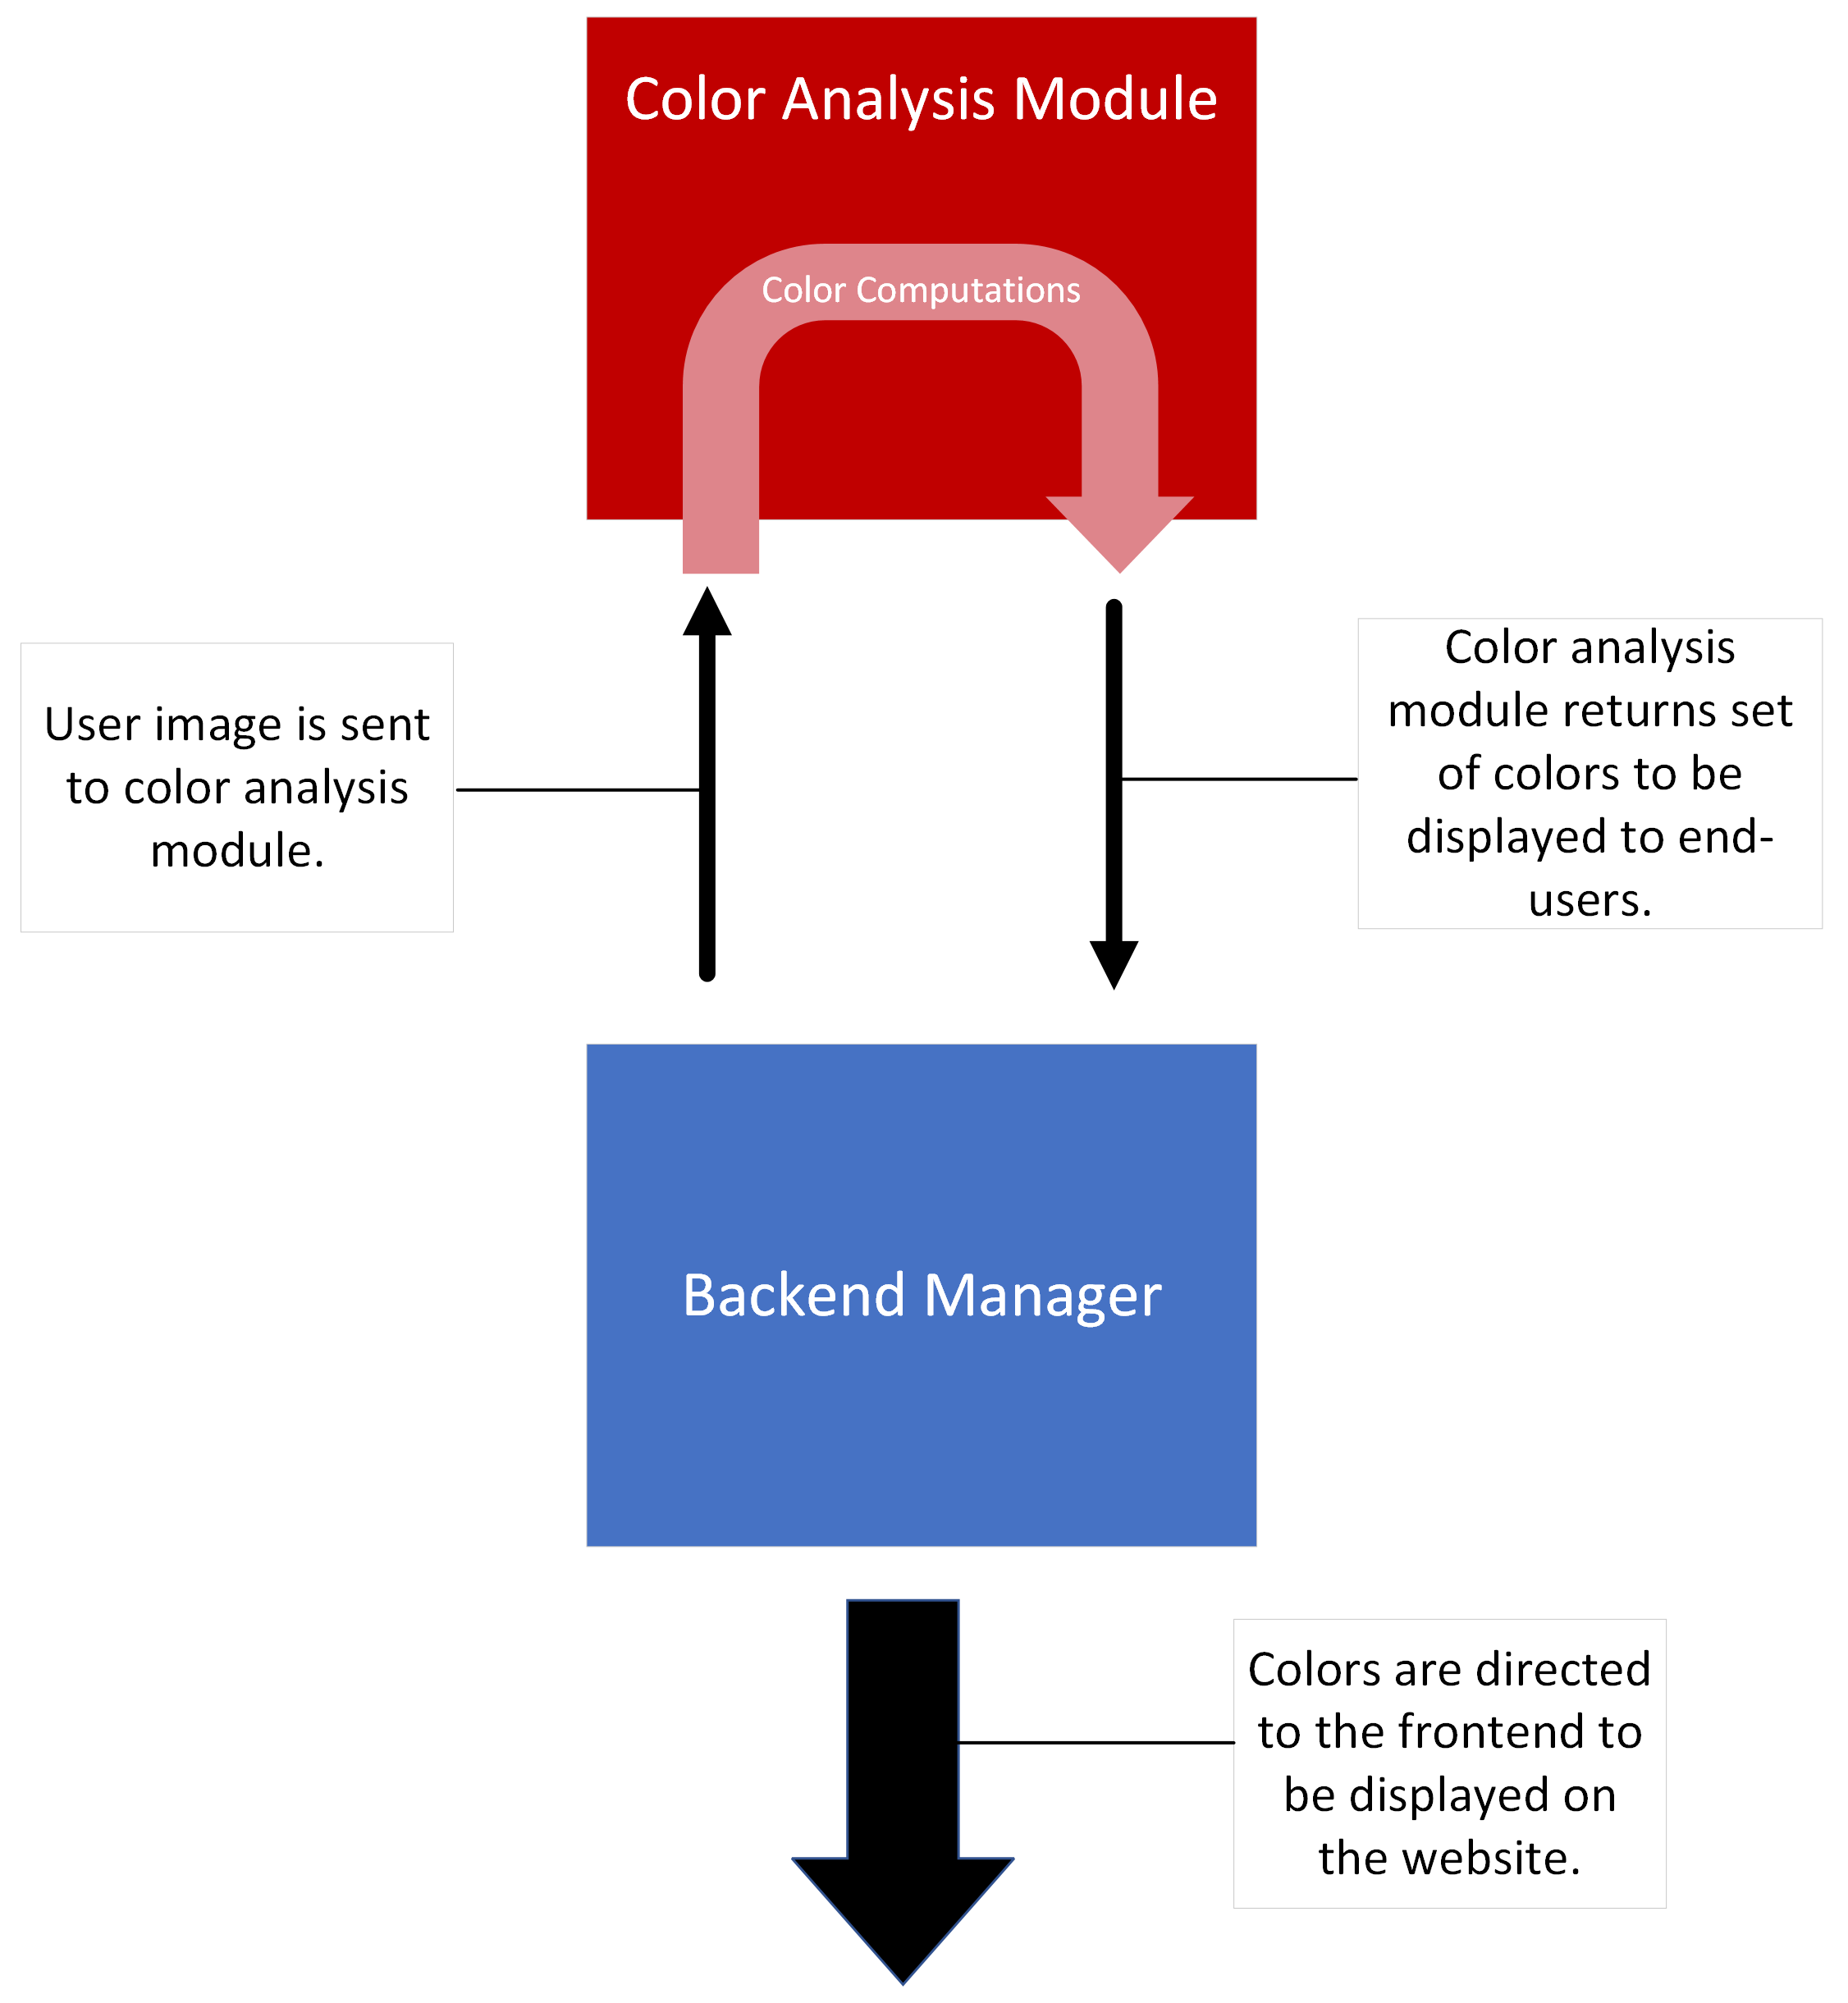 Color Analysis Module
Color Computations
User image is sent
to color analysis
module.
Color analysis
module returns set
of colors to be
displayed to end-
users.
Backend Manager
Colors are directed
to the frontend to
be displayed on
the website.